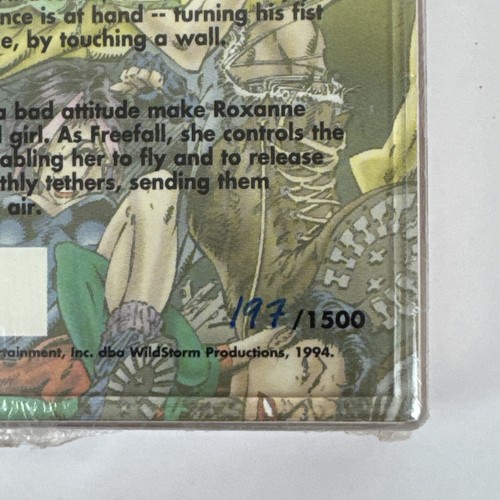 nce is at hand -- turning his fist
e, by touching a wall.
a bad attitude make Roxanne
girl. As Freefall, she controls the
abling her to fly and to release
thly tethers, sending them
air.
197/1500
rtainment, Inc. dba WildStorm Productions, 1994.